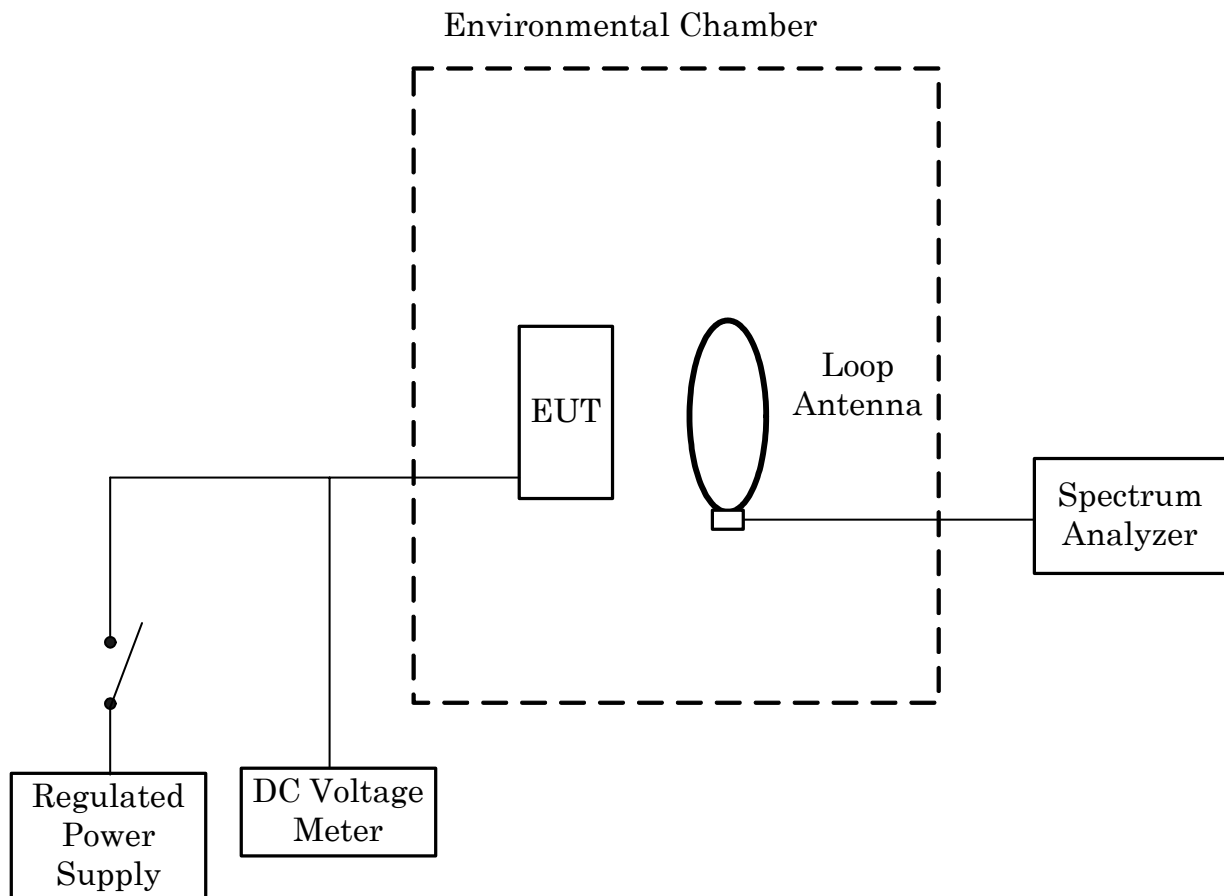 Environmental Chamber
EUT
Loop
Antenna
Spectrum
Analyzer
Regulated
Power
Supply
DC Voltage
Meter